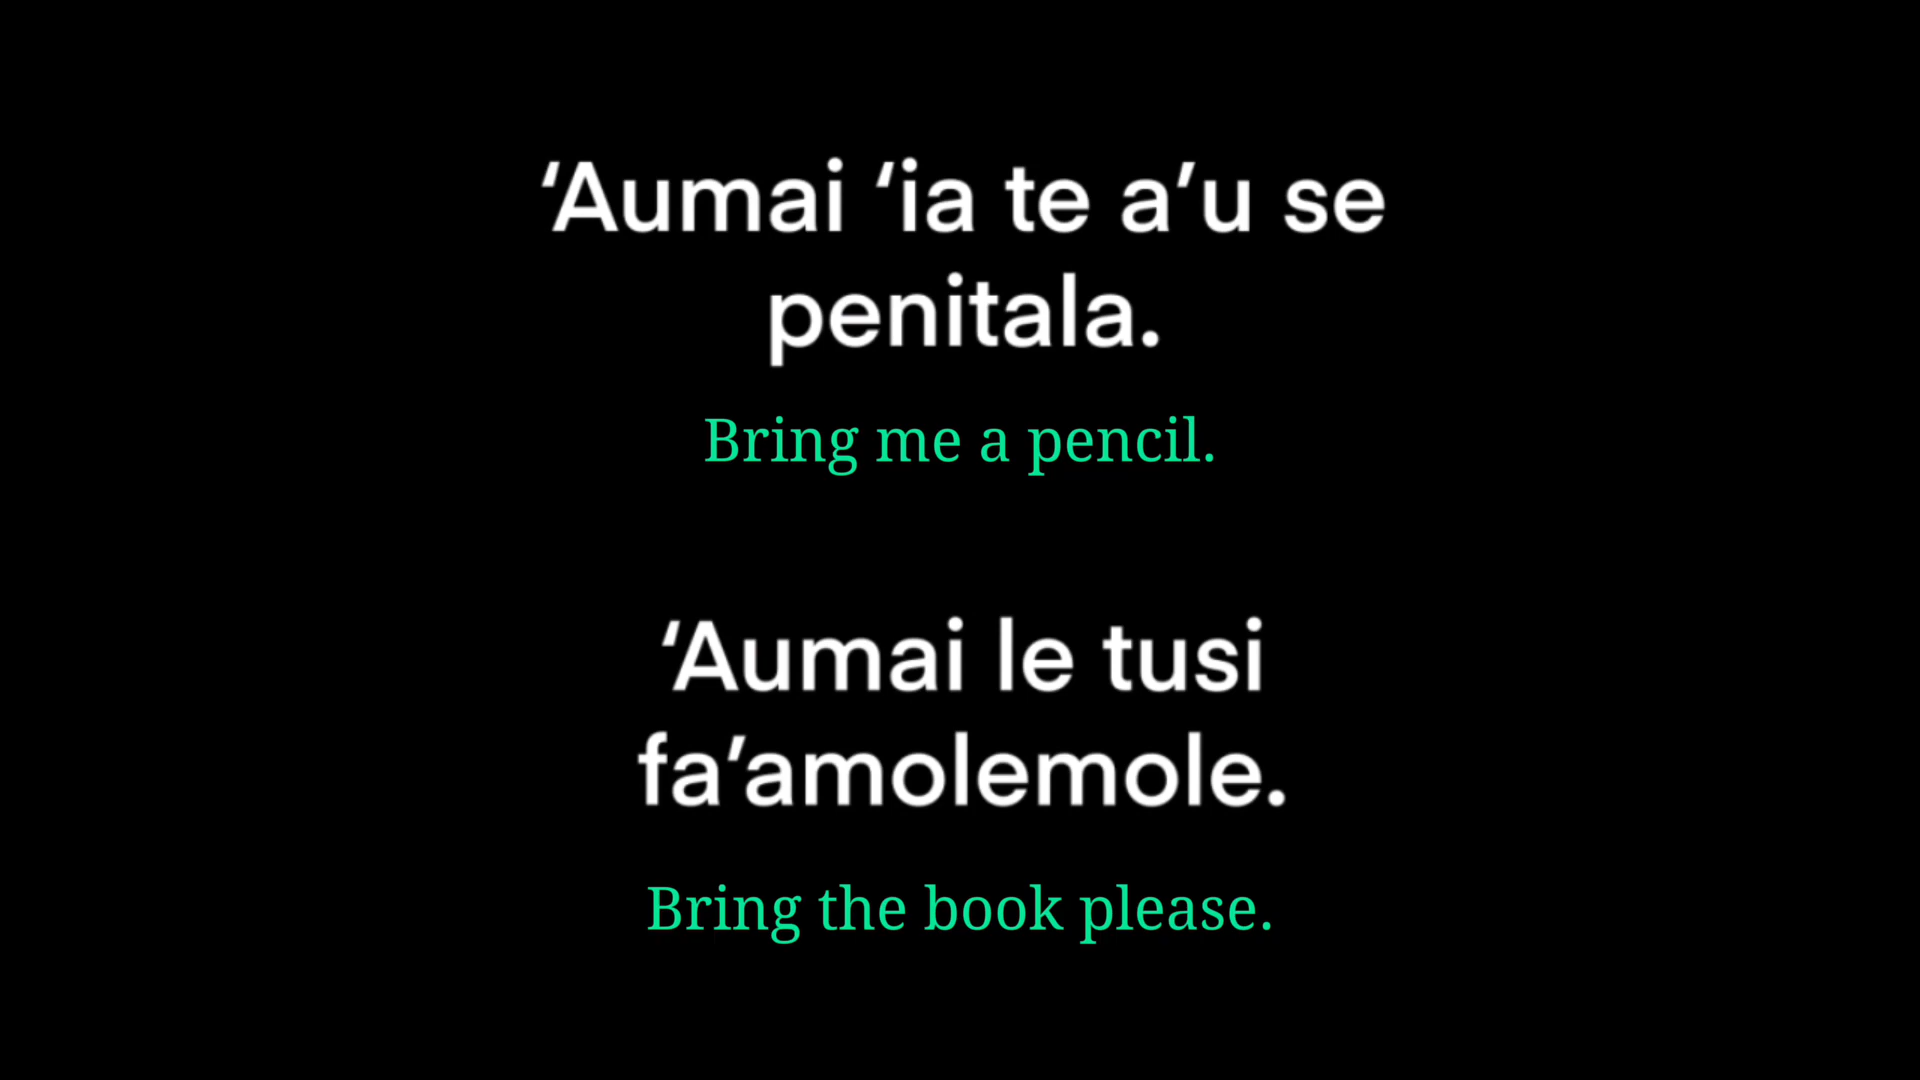 ‘Aumai ‘ia te a’u se
penitala.
Bring me a pencil.
‘Aumai le tusi
fa’amolemole.
Bring the book please.